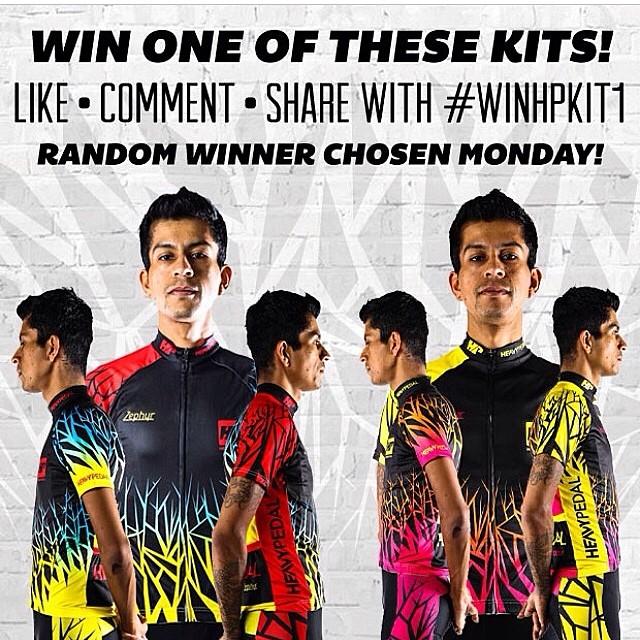 WIN ONE OF THESE KITS!
LIKE • COMMENT • SHARE WITH #WINHPKIT1
RANDOM WINNER CHOSEN MONDAY!
Zephyr
HEAVYPEDAL
HEAVYPEDAL
HEAVYPEDAL
HEAVYPEDAL
HEAVYPEDAL